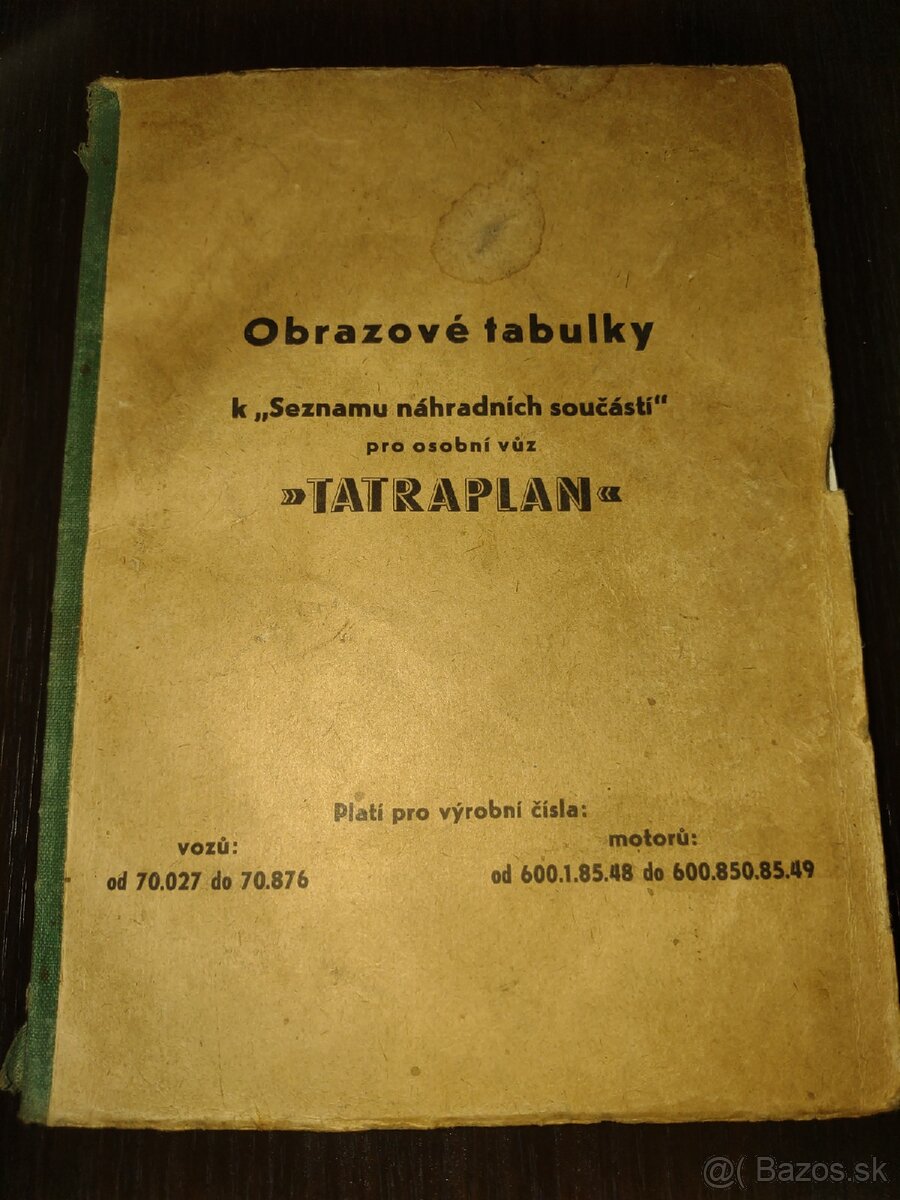 Obrazové tabulky
k „Seznamu náhradních součástí“
pro osobní vůz
»TATRAPLAN«
Platí pro výrobní čísla:
vozů:
od 70.027 do 70.876
motorů:
od 600.1.85.48 do 600.850.85.49
@( Bazos.sk